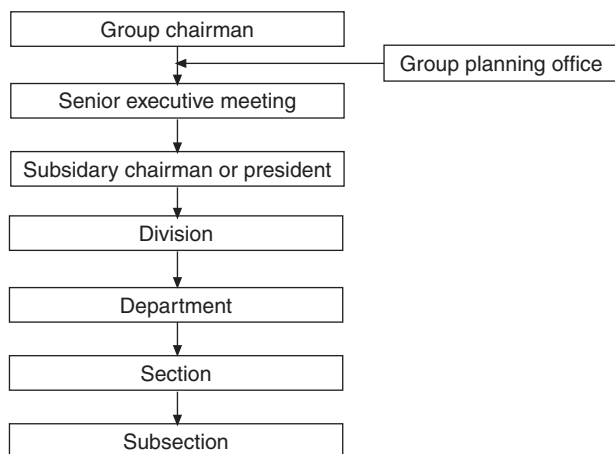 Group chairman
Group planning office
Senior executive meeting
Subsidary chairman or president
Division
Department
Section
Subsection